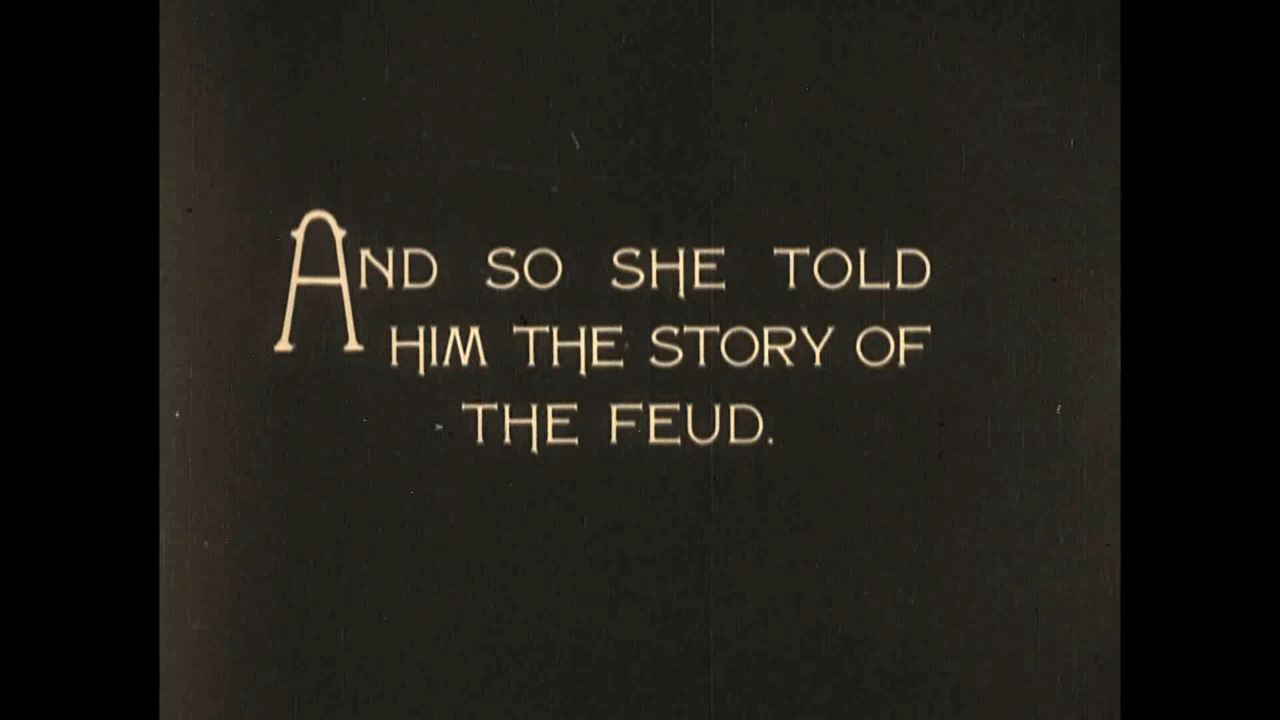 AND SO SHE TOLD
HIM THE STORY OF
THE FEUD.